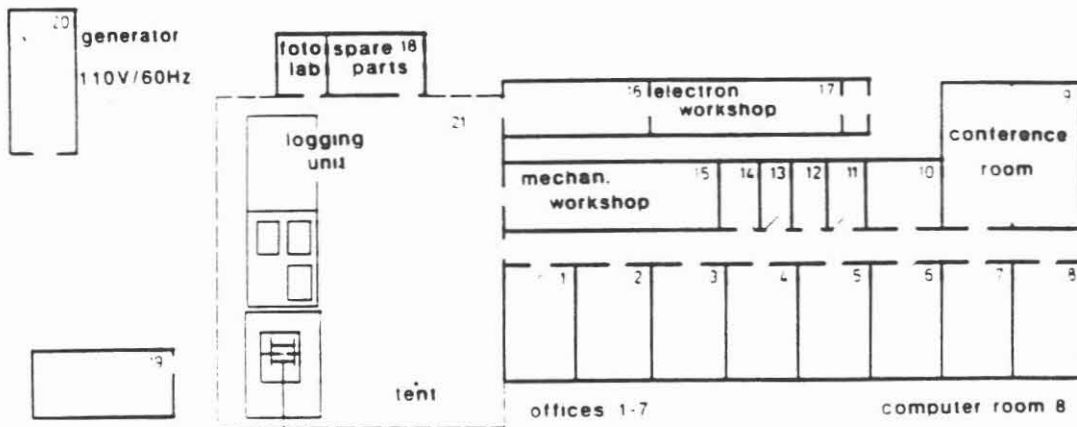 20
generator
110V/60Hz
foto
lab
spare 18
parts
21
logging
unit
16
electron
workshop
17
9
conference
room
mechan.
workshop
15
14
13
12
11
10
1
2
3
4
5
6
7
8
19
tent
offices 1-7
computer room 8